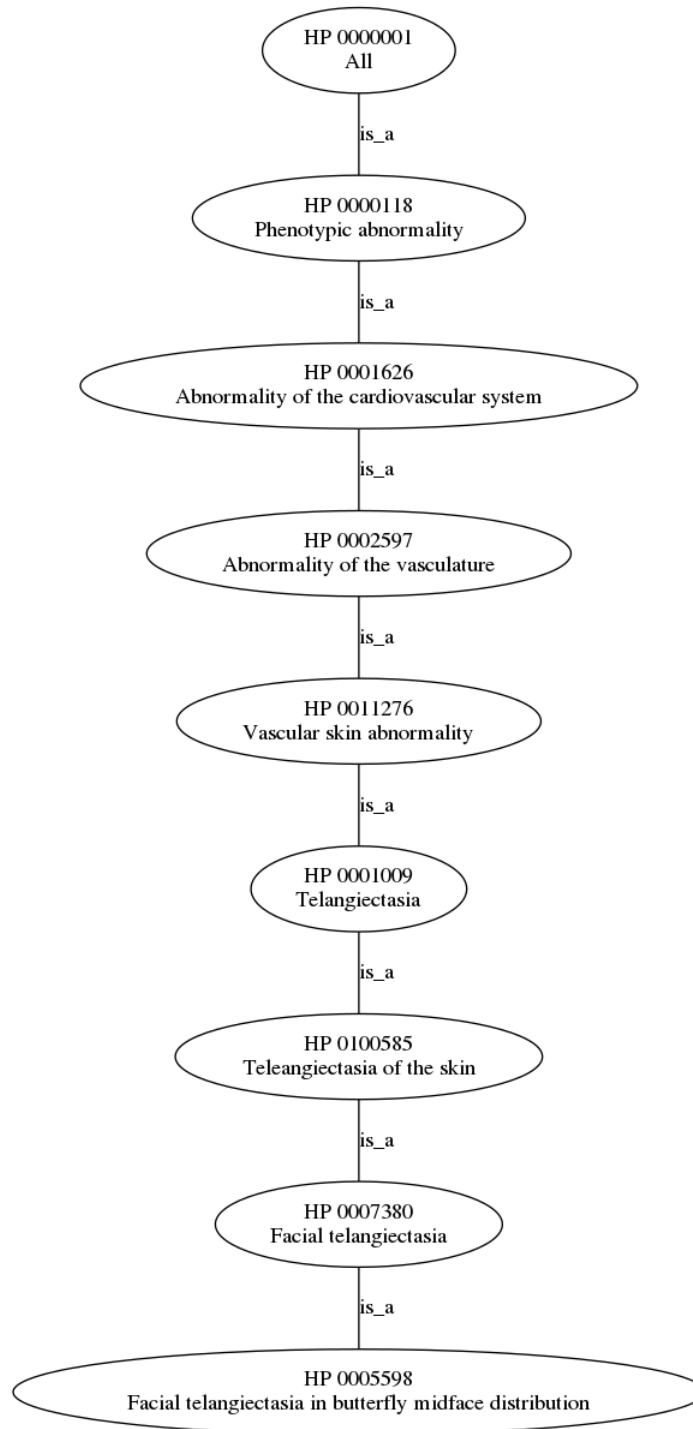 HP 0000001
All
is_a
HP 0000118
Phenotypic abnormality
is_a
HP 0001626
Abnormality of the cardiovascular system
is_a
HP 0002597
Abnormality of the vasculature
is_a
HP 0011276
Vascular skin abnormality
is_a
HP 0001009
Telangiectasia
is_a
HP 0100585
Teleangiectasia of the skin
is_a
HP 0007380
Facial telangiectasia
is_a
HP 0005598
Facial telangiectasia in butterfly midface distribution